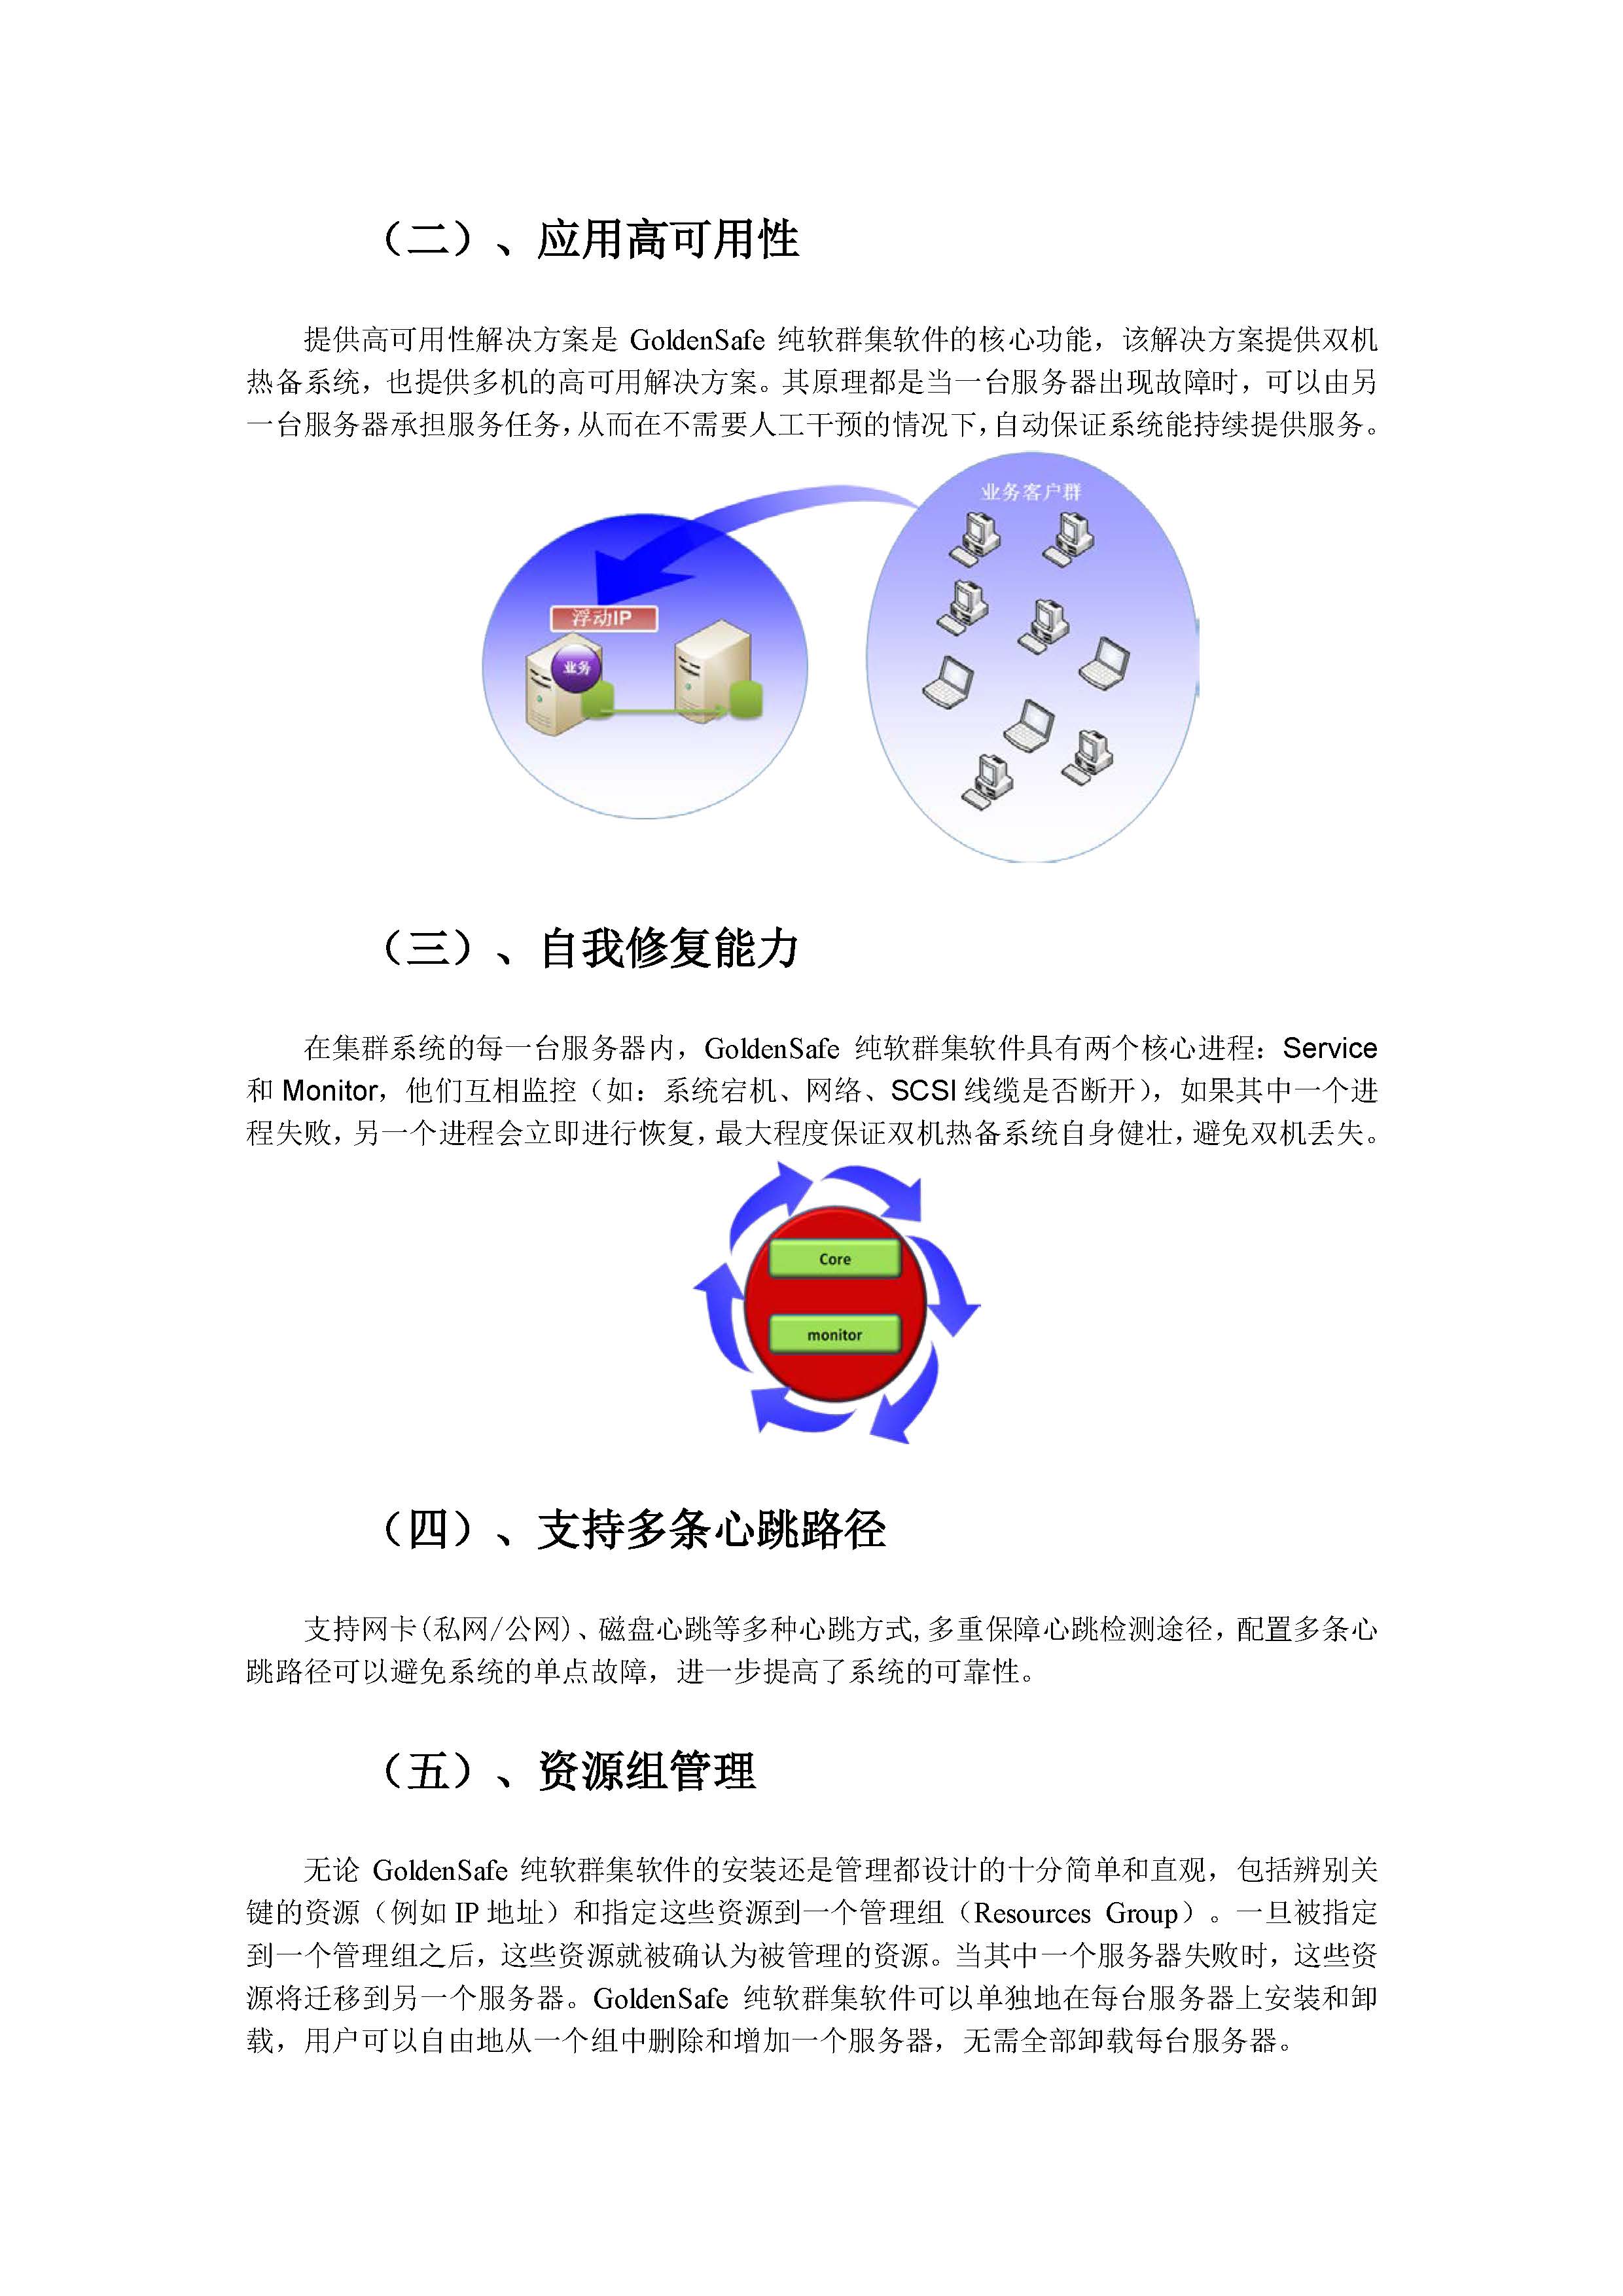 （二）、应用高可用性
提供高可用性解决方案是 GoldenSafe 纯软群集软件的核心功能，该解决方案提供双机
热备系统，也提供多机的高可用解决方案。其原理都是当一台服务器出现故障时，可以由另
一台服务器承担服务任务，从而在不需要人工干预的情况下，自动保证系统能持续提供服务。
业务客户群
浮动IP
业务
（三）、自我修复能力
在集群系统的每一台服务器内，GoldenSafe 纯软群集软件具有两个核心进程：Service
和 Monitor，他们互相监控（如：系统宕机、网络、SCSI 线缆是否断开），如果其中一个进
程失败，另一个进程会立即进行恢复，最大程度保证双机热备系统自身健壮，避免双机丢失。
Core
monitor
（四）、支持多条心跳路径
支持网卡(私网/公网)、磁盘心跳等多种心跳方式,多重保障心跳检测途径，配置多条心
跳路径可以避免系统的单点故障，进一步提高了系统的可靠性。
（五）、资源组管理
无论 GoldenSafe 纯软群集软件的安装还是管理都设计的十分简单和直观，包括辨别关
键的资源（例如 IP 地址）和指定这些资源到一个管理组（Resources Group）。一旦被指定
到一个管理组之后，这些资源就被确认为被管理的资源。当其中一个服务器失败时，这些资
源将迁移到另一个服务器。GoldenSafe 纯软群集软件可以单独地在每台服务器上安装和卸
载，用户可以自由地从一个组中删除和增加一个服务器，无需全部卸载每台服务器。